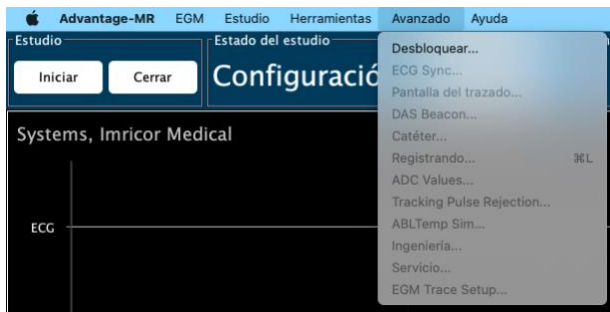 Advantage-MR EGM Estudio Herramientas Avanzado Ayuda
Estudio
Iniciar Cerrar
Estado del estudio
Configuració
Desbloquear...
ECG Sync...
Pantalla del trazado...
DAS Beacon...
Catéter...
Registrando... ⌘L
ADC Values...
Tracking Pulse Rejection...
ABLTemp Sim...
Ingeniería...
Servicio...
EGM Trace Setup...
Systems, Imricor Medical
ECG